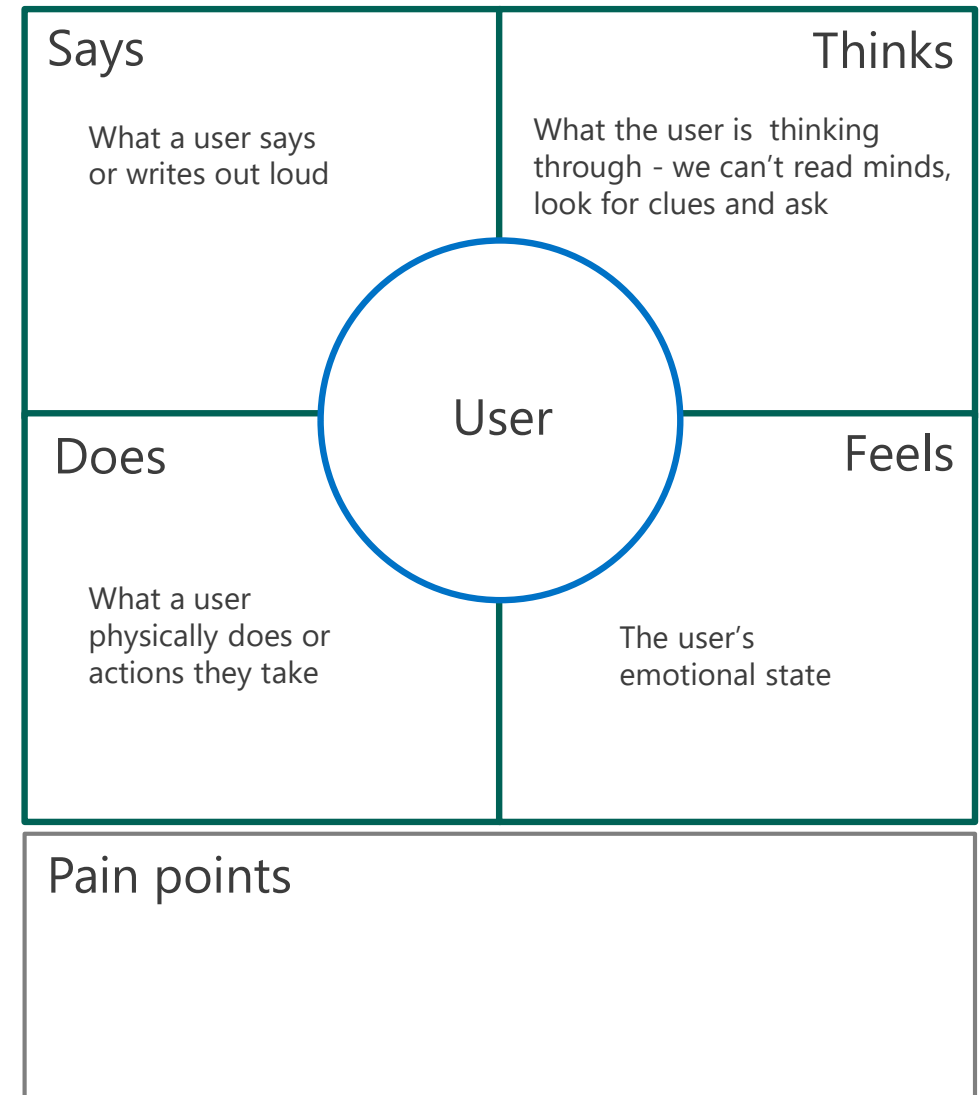 Says
What a user says
or writes out loud
Thinks
What the user is  thinking
through - we can’t read minds,
look for clues and ask
User
Does
What a user
physically does or
actions they take
Feels
The user’s
emotional state
Pain points